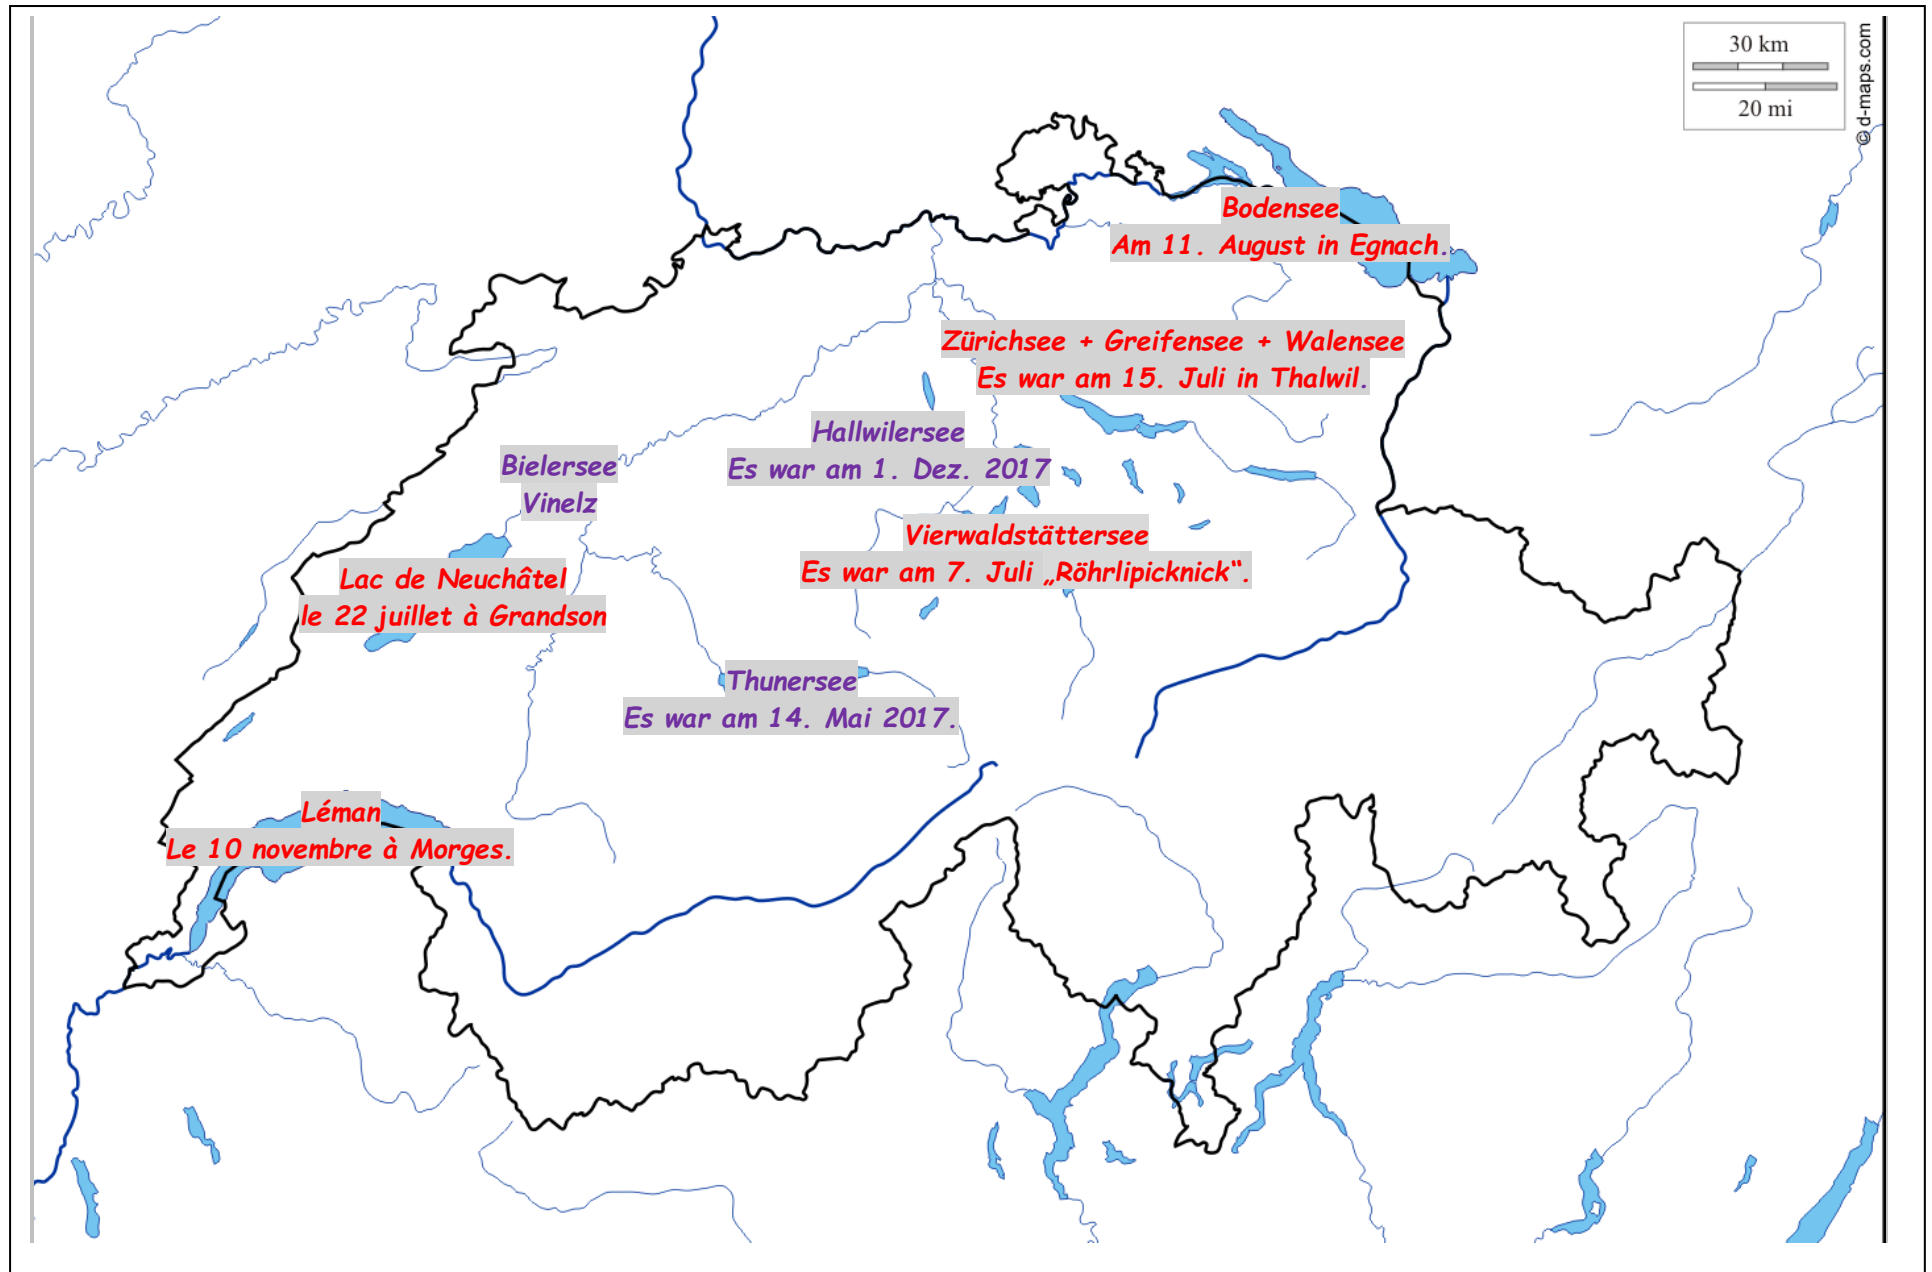 30 km
20 mi
© d-maps.com
Bodensee
Am 11. August in Egnach.
Zürichsee + Greifensee + Walensee
Es war am 15. Juli in Thalwil.
Hallwilersee
Es war am 1. Dez. 2017
Bielersee
Vinelz
Vierwaldstättersee
Es war am 7. Juli „Röhrlipicknick“.
Lac de Neuchâtel
le 22 juillet à Grandson
Thunersee
Es war am 14. Mai 2017.
Léman
Le 10 novembre à Morges.